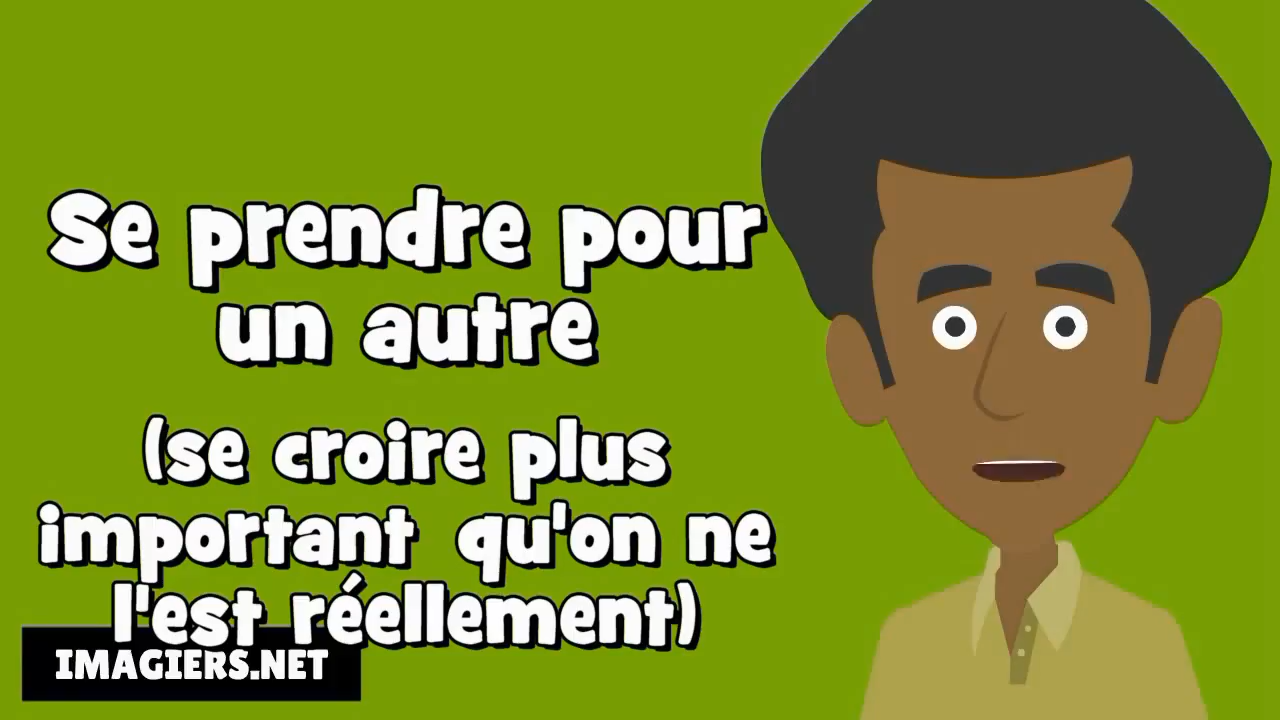 Se prendre pour
un autre
(se croire plus
important qu'on ne
l'est réellement)
IMAGIERS.NET